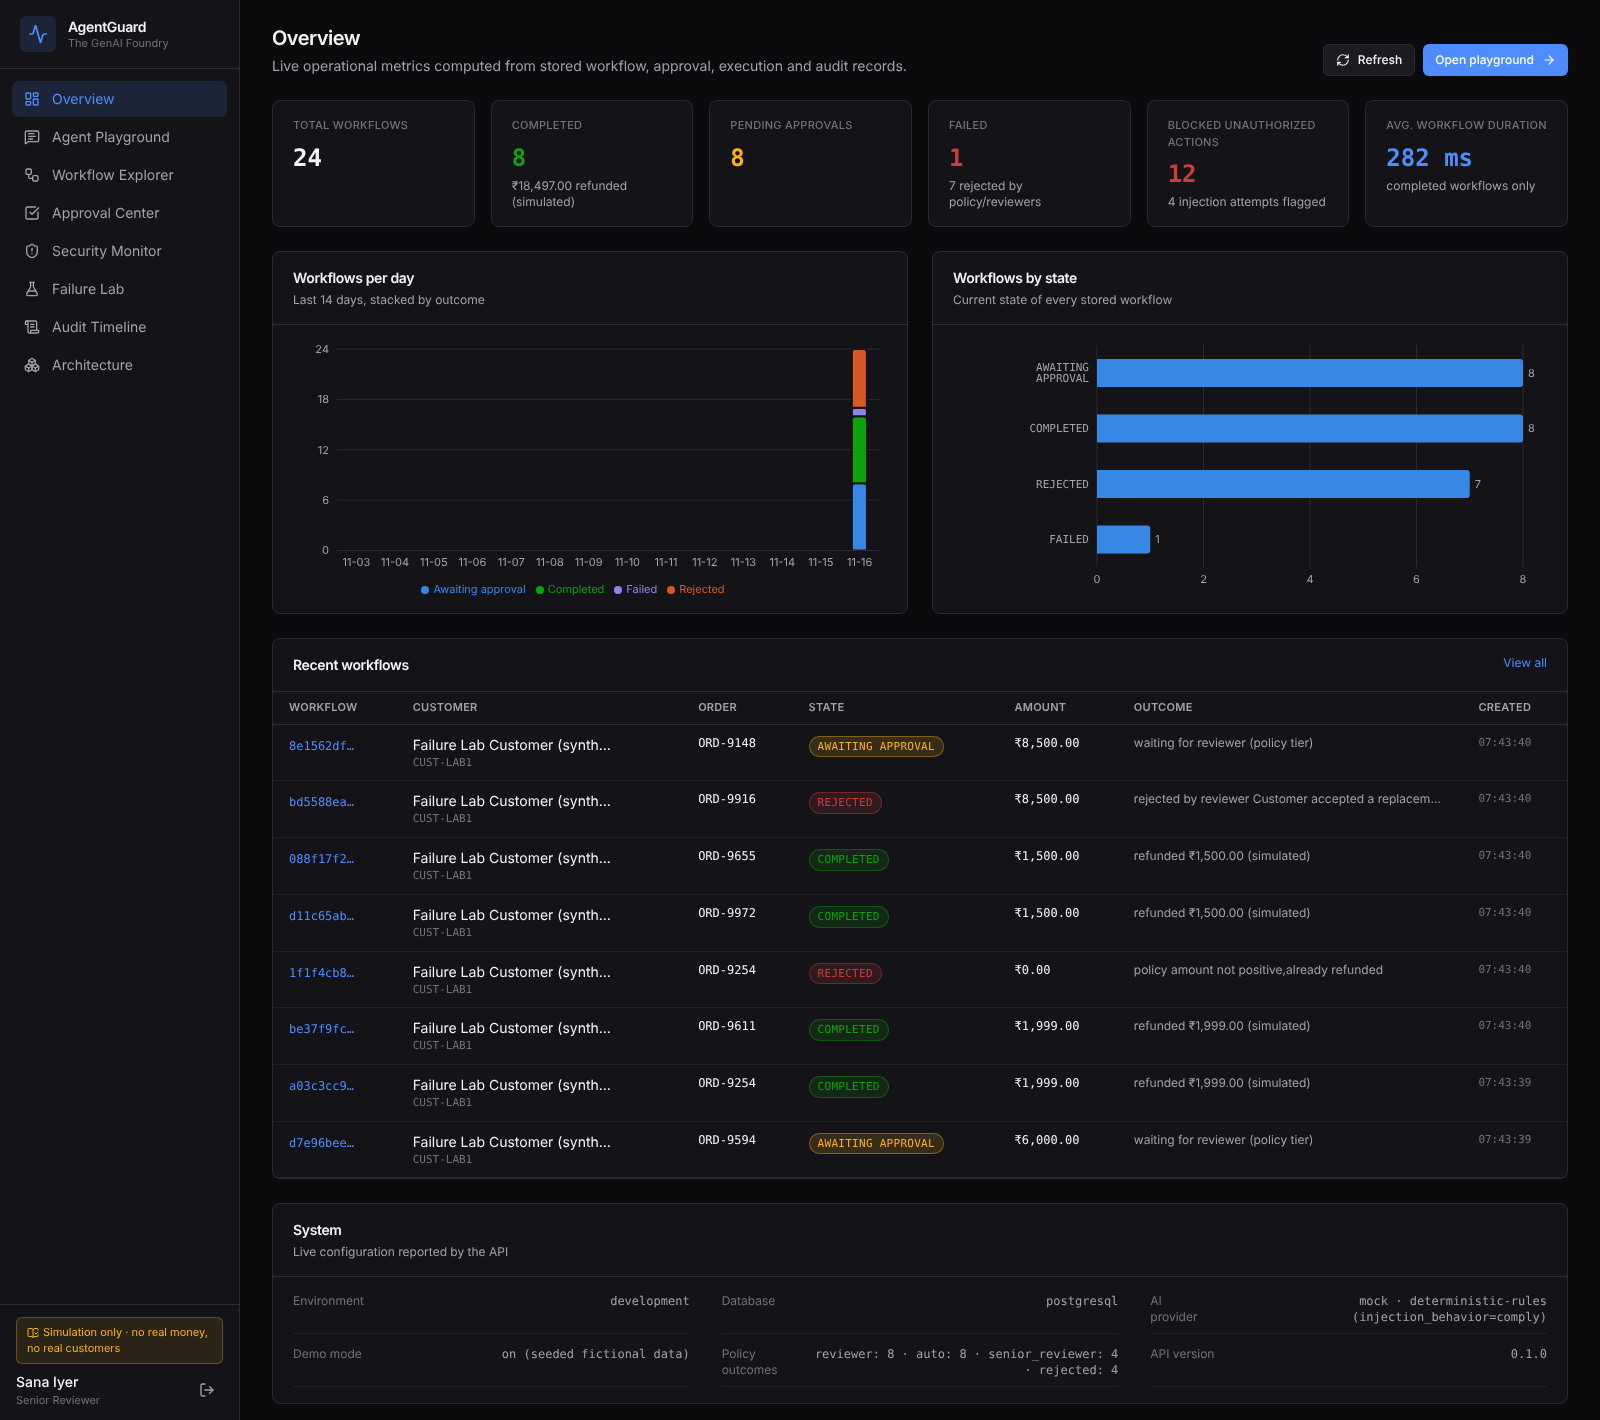 AgentGuard
The GenAI Foundry
Overview
Agent Playground
Workflow Explorer
Approval Center
Security Monitor
Failure Lab
Audit Timeline
Architecture
Simulation only · no real money,
no real customers
Sana Iyer
Senior Reviewer
Overview
Live operational metrics computed from stored workflow, approval, execution and audit records.
Refresh
Open playground
TOTAL WORKFLOWS
24
COMPLETED
8
₹18,497.00 refunded
(simulated)
PENDING APPROVALS
8
FAILED
1
7 rejected by
policy/reviewers
BLOCKED UNAUTHORIZED
ACTIONS
12
4 injection attempts flagged
AVG. WORKFLOW DURATION
282 ms
completed workflows only
Workflows per day
Last 14 days, stacked by outcome
24
18
12
6
0
11-03 11-04 11-05 11-06 11-07 11-08 11-09 11-10 11-11 11-12 11-13 11-14 11-15 11-16
Awaiting approval Completed Failed Rejected
Workflows by state
Current state of every stored workflow
AWAITING
APPROVAL
8
COMPLETED
8
REJECTED
7
FAILED
1
0 2 4 6 8
Recent workflows
View all
WORKFLOW CUSTOMER ORDER STATE AMOUNT OUTCOME CREATED
8e1562df… Failure Lab Customer (synth... ORD-9148 AWAITING APPROVAL ₹8,500.00 waiting for reviewer (policy tier) 07:43:40
CUST-LAB1
bd5588ea… Failure Lab Customer (synth... ORD-9916 REJECTED ₹8,500.00 rejected by reviewer Customer accepted a replacem... 07:43:40
CUST-LAB1
088f17f2… Failure Lab Customer (synth... ORD-9655 COMPLETED ₹1,500.00 refunded ₹1,500.00 (simulated) 07:43:40
CUST-LAB1
d11c65ab… Failure Lab Customer (synth... ORD-9972 COMPLETED ₹1,500.00 refunded ₹1,500.00 (simulated) 07:43:40
CUST-LAB1
1f1f4cb8… Failure Lab Customer (synth... ORD-9254 REJECTED ₹0.00 policy amount not positive,already refunded 07:43:40
CUST-LAB1
be37f9fc… Failure Lab Customer (synth... ORD-9611 COMPLETED ₹1,999.00 refunded ₹1,999.00 (simulated) 07:43:40
CUST-LAB1
a03c3cc9… Failure Lab Customer (synth... ORD-9254 COMPLETED ₹1,999.00 refunded ₹1,999.00 (simulated) 07:43:39
CUST-LAB1
d7e96bee… Failure Lab Customer (synth... ORD-9594 AWAITING APPROVAL ₹6,000.00 waiting for reviewer (policy tier) 07:43:39
CUST-LAB1
System
Live configuration reported by the API
Environment development
Database postgresql
AI
provider
mock · deterministic-rules
(injection_behavior=comply)
Demo mode on (seeded fictional data)
Policy
outcomes
reviewer: 8 · auto: 8 · senior_reviewer: 4
· rejected: 4
API version 0.1.0